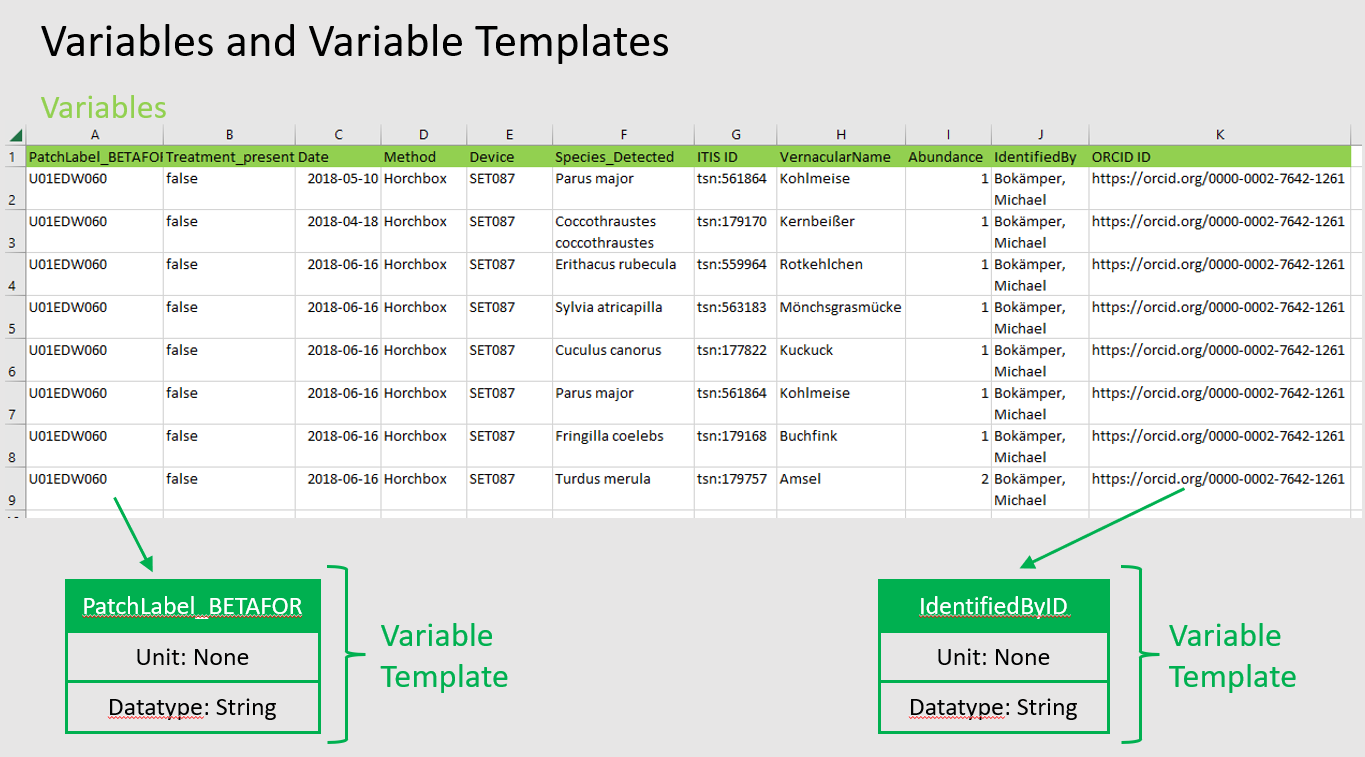 Variables and Variable Templates
Variables
A B C D E F G H I J K
1 PatchLabel_BETAFOI Treatment_present Date Method Device Species_Detected ITIS ID VernacularName Abundance IdentifiedBy ORCID ID
2 U01EDW060 false 2018-05-10 Horchbox SET087 Parus major tsn:561864 Kohlmeise 1 Bokämper, Michael https://orcid.org/0000-0002-7642-1261
3 U01EDW060 false 2018-04-18 Horchbox SET087 Coccothraustes coccothraustes tsn:179170 Kernbeißer 1 Bokämper, Michael https://orcid.org/0000-0002-7642-1261
4 U01EDW060 false 2018-06-16 Horchbox SET087 Erithacus rubecula tsn:559964 Rotkehlchen 1 Bokämper, Michael https://orcid.org/0000-0002-7642-1261
5 U01EDW060 false 2018-06-16 Horchbox SET087 Sylvia atricapilla tsn:563183 Mönchsgrasmücke 1 Bokämper, Michael https://orcid.org/0000-0002-7642-1261
6 U01EDW060 false 2018-06-16 Horchbox SET087 Cuculus canorus tsn:177822 Kuckuck 1 Bokämper, Michael https://orcid.org/0000-0002-7642-1261
7 U01EDW060 false 2018-06-16 Horchbox SET087 Parus major tsn:561864 Kohlmeise 1 Bokämper, Michael https://orcid.org/0000-0002-7642-1261
8 U01EDW060 false 2018-06-16 Horchbox SET087 Fringilla coelebs tsn:179168 Buchfink 1 Bokämper, Michael https://orcid.org/0000-0002-7642-1261
9 U01EDW060 false 2018-06-16 Horchbox SET087 Turdus merula tsn:179757 Amsel 2 Bokämper, Michael https://orcid.org/0000-0002-7642-1261
PatchLabel_BETAFOR
Unit: None
Datatype: String
Variable
Template
IdentifiedByID
Unit: None
Datatype: String
Variable
Template